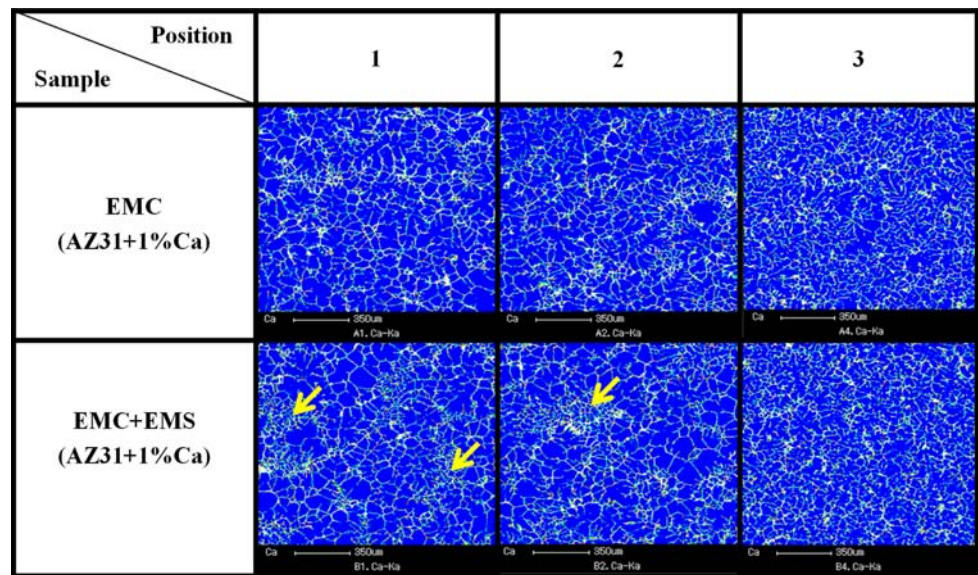 Position
Sample
1
2
3
EMC
(AZ31+1%Ca)
Ca 350um
A1. Ca-Ka
Ca 350um
A2. Ca-Ka
Ca 350um
A4. Ca-Ka
EMC+EMS
(AZ31+1%Ca)
Ca 350um
B1. Ca-Ka
Ca 350um
B2. Ca-Ka
Ca 350um
B4. Ca-Ka